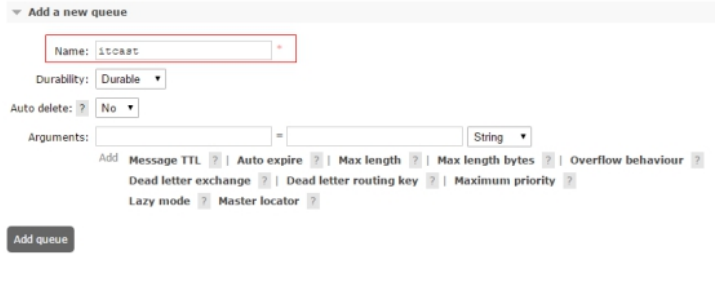 Add a new queue
Name: itcast *
Durability: Durable
Auto delete: ? No
Arguments: = String
Add Message TTL ? | Auto expire ? | Max length ? | Max length bytes ? | Overflow behaviour ?
Dead letter exchange ? | Dead letter routing key ? | Maximum priority ?
Lazy mode ? Master locator ?
Add queue